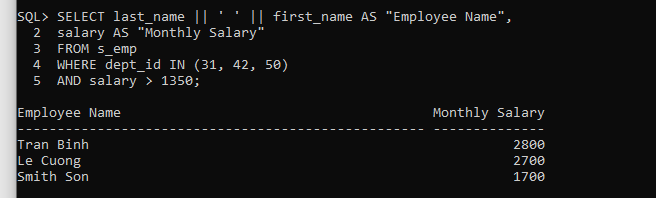 SQL> SELECT last_name || ' ' || first_name AS "Employee Name",
  2  salary AS "Monthly Salary"
  3  FROM s_emp
  4  WHERE dept_id IN (31, 42, 50)
  5  AND salary > 1350;
Employee Name                                       Monthly Salary
--------------------------------------------------- --------------
Tran Binh                                                     2800
Le Cuong                                                      2700
Smith Son                                                     1700